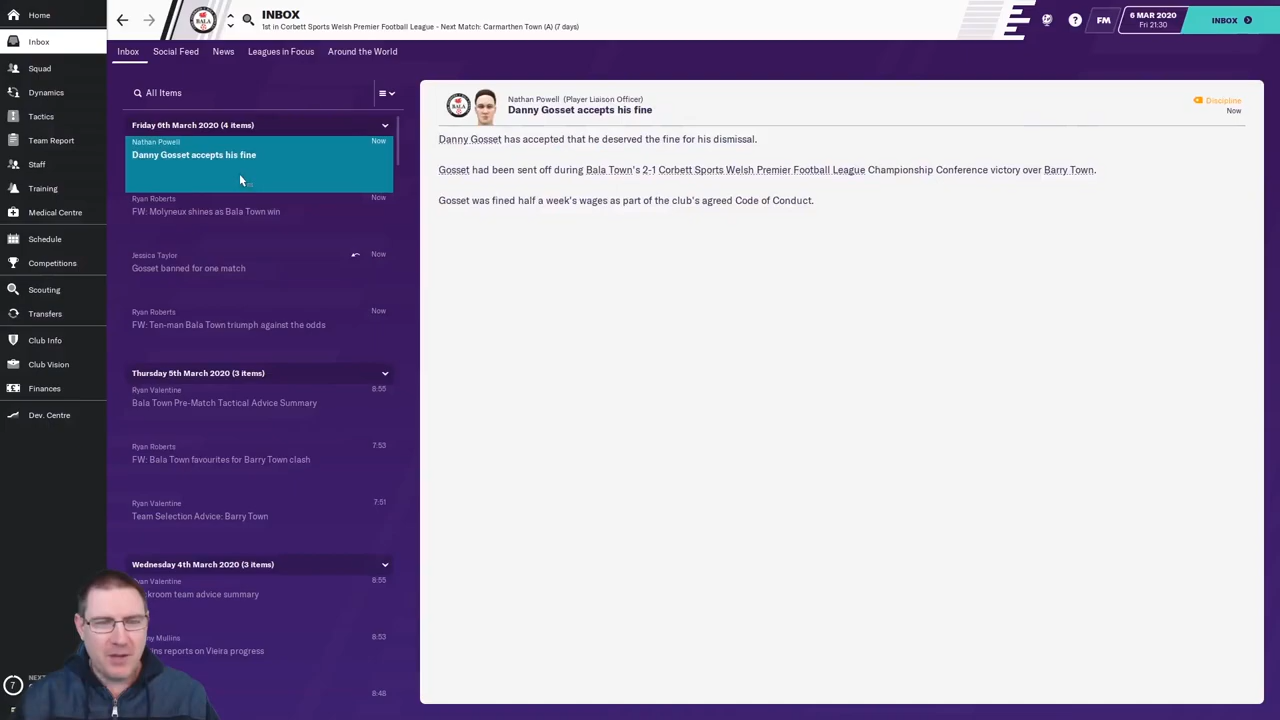 INBOX
1st in Corbett Sports Welsh Premier Football League - Next Match: Carmarthen Town (A) (7 days)
FM
6 MAR 2020
Fri 21:30
INBOX
Home
Inbox
Squad
Dynamics
Tactics
Team Report
Staff
Training
Medical Centre
Schedule
Competitions
Scouting
Transfers
Club Info
Club Vision
Finances
Dev. Centre
7
Inbox
Social Feed
News
Leagues in Focus
Around the World
All Items
Friday 6th March 2020 (4 items)
Nathan Powell
Now
Danny Gosset accepts his fine
Ryan Roberts
Now
FW: Molyneux shines as Bala Town win
Jessica Taylor
Now
Gosset banned for one match
Ryan Roberts
Now
FW: Ten-man Bala Town triumph against the odds
Thursday 5th March 2020 (3 items)
Ryan Valentine
8:55
Bala Town Pre-Match Tactical Advice Summary
Ryan Roberts
7:53
FW: Bala Town favourites for Barry Town clash
Ryan Valentine
7:51
Team Selection Advice: Barry Town
Wednesday 4th March 2020 (3 items)
Valentine
8:55
team advice summary
Mullins
8:53
reports on Vieira progress
8:48
BALA
Nathan Powell (Player Liaison Officer)
Danny Gosset accepts his fine
Discipline
Now
Danny Gosset has accepted that he deserved the fine for his dismissal.
Gosset had been sent off during Bala Town's 2-1 Corbett Sports Welsh Premier Football League Championship Conference victory over Barry Town.
Gosset was fined half a week's wages as part of the club's agreed Code of Conduct.